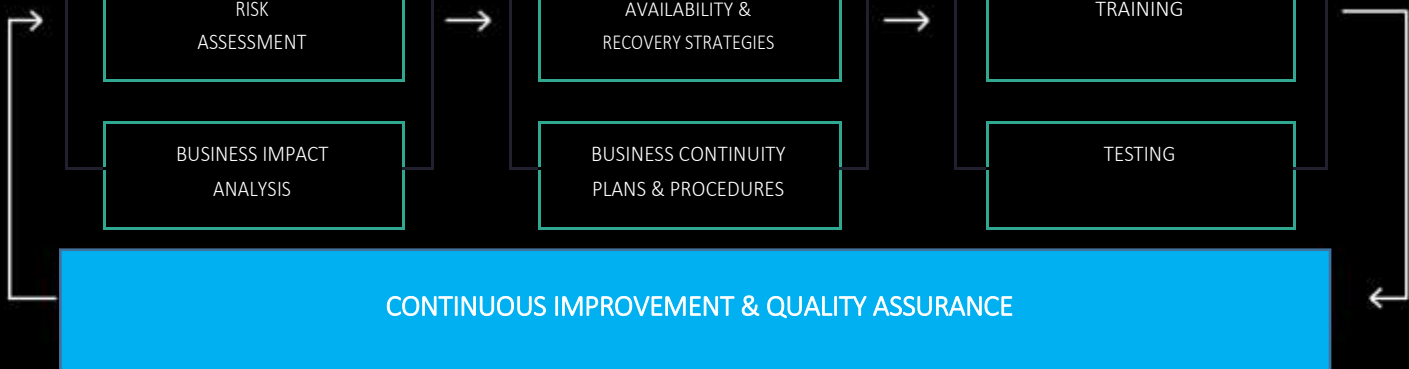 RISK
ASSESSMENT
AVAILABILITY &
RECOVERY STRATEGIES
TRAINING
BUSINESS IMPACT
ANALYSIS
BUSINESS CONTINUITY
PLANS & PROCEDURES
TESTING
CONTINUOUS IMPROVEMENT & QUALITY ASSURANCE